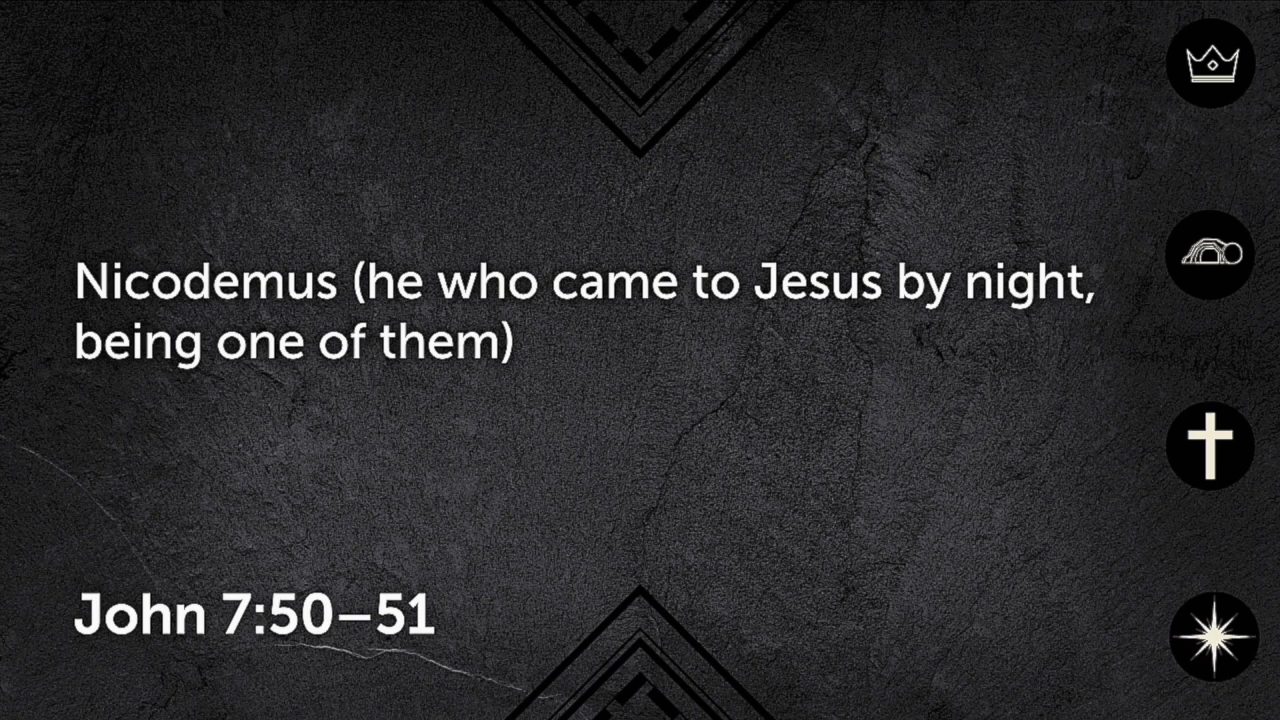 Nicodemus (he who came to Jesus by night,
being one of them)
John 7:50–51